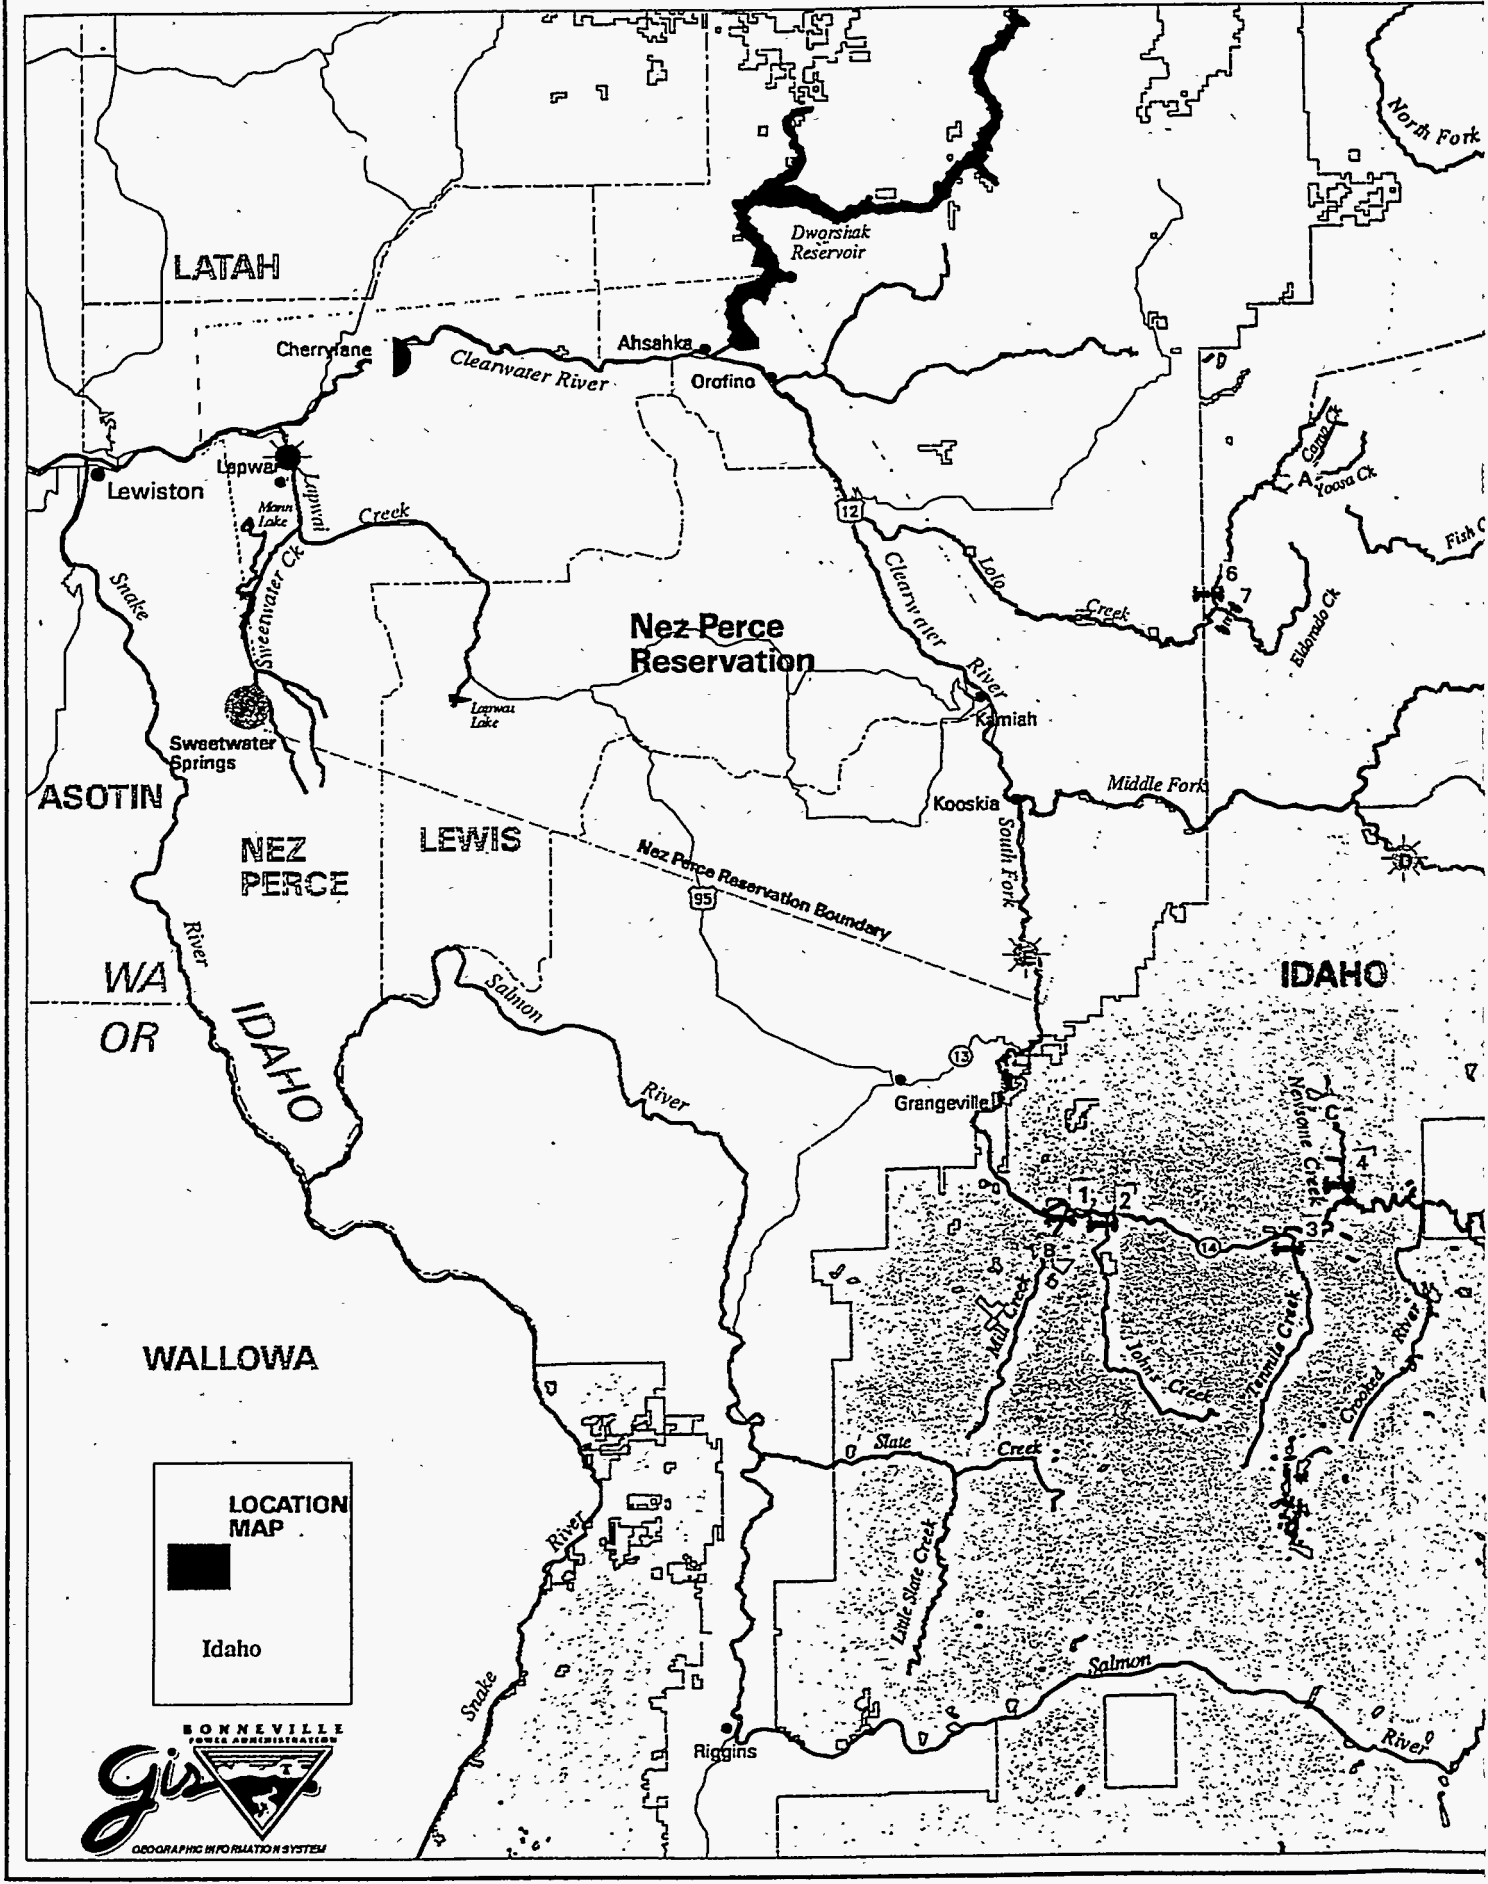 North Fork
Dworshak
Reservoir
LATAH
Cherrylane
Clearwater River
Ahsahka
Orofino
Camp Ck
A
Yoosa Ck
Lapwai
Lewiston
Lapwai
Creek
Mann
Lake
12
Fish C
Lolo
Creek
6
7
Eldorado Ck
Snake
Sweetwater Ck
Clearwater
River
Nez Perce
Reservation
Lapwai
Lake
Kamiah
Sweetwater
Springs
ASOTIN
Middle Fork
Kooskia
NEZ
PERCE
LEWIS
South Fork
Nez Perce Reservation Boundary
D
95
River
WA
OR
IDAHO
IDAHO
Salmon
River
13
Grangeville
Newsome Creek
C
4
1
2
3
14
B
5
Mill Creek
Johns Creek
Tenmile Creek
Crooked River
WALLOWA
Slate Creek
Little Slate Creek
LOCATION
MAP
Idaho
River
Snake
Salmon
River
Riggins
BONNEVILLE
POWER ADMINISTRATION
gis
GEOGRAPHIC INFORMATION SYSTEM